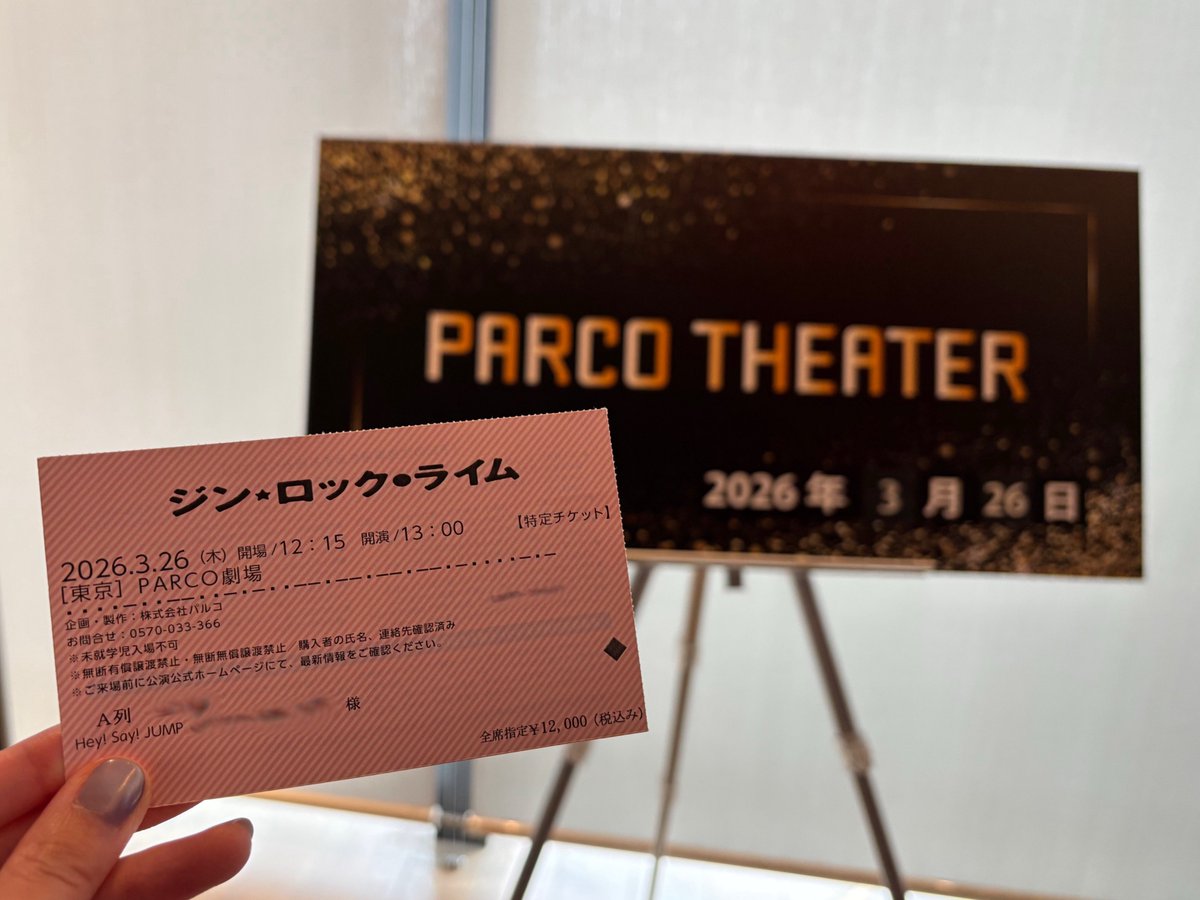 PARCO THEATER
2026年 3月 26日
ジン★ロック●ライム
【特定チケット】
2026.3.26（木）開場/12：15 開演/13：00
［東京］PARCO劇場
企画・製作：株式会社パルコ
お問合せ：0570-033-366
※未就学児入場不可
※無断有償譲渡禁止・無断無償譲渡禁止／購入者の氏名、連絡先確認済み
※ご来場前に公演公式ホームページにて、最新情報をご確認ください。
A列
様
Hey! Say! JUMP
全席指定¥12,000（税込み）